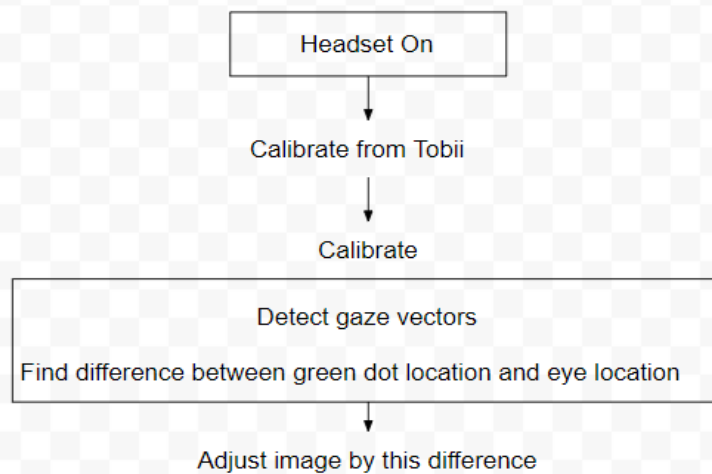 Headset On
Calibrate from Tobii
Calibrate
Detect gaze vectors
Find difference between green dot location and eye location
Adjust image by this difference